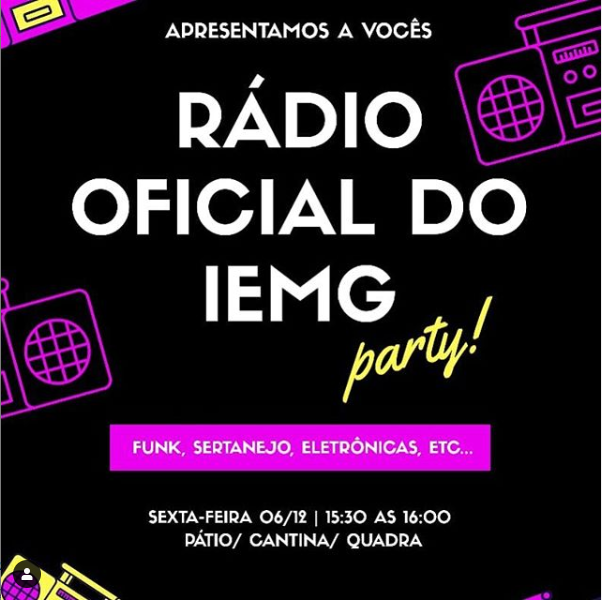 APRESENTAMOS A VOCÊS
RÁDIO
OFICIAL DO
IEMG
party!
FUNK, SERTANEJO, ELETRÔNICAS, ETC...
SEXTA-FEIRA 06/12 | 15:30 AS 16:00
PÁTIO/ CANTINA/ QUADRA